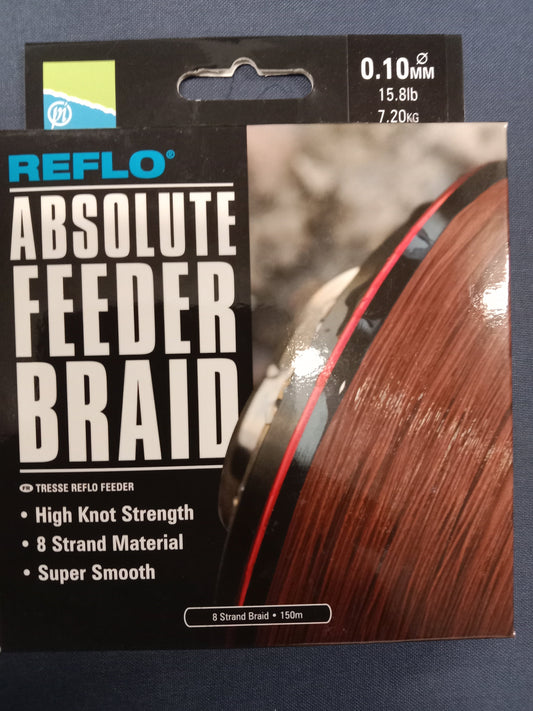 Ø
0.10MM
15.8lb
7,20KG
REFLO®
ABSOLUTE
FEEDER
BRAID
FR TRESSE REFLO FEEDER
• High Knot Strength
• 8 Strand Material
• Super Smooth
8 Strand Braid • 150m